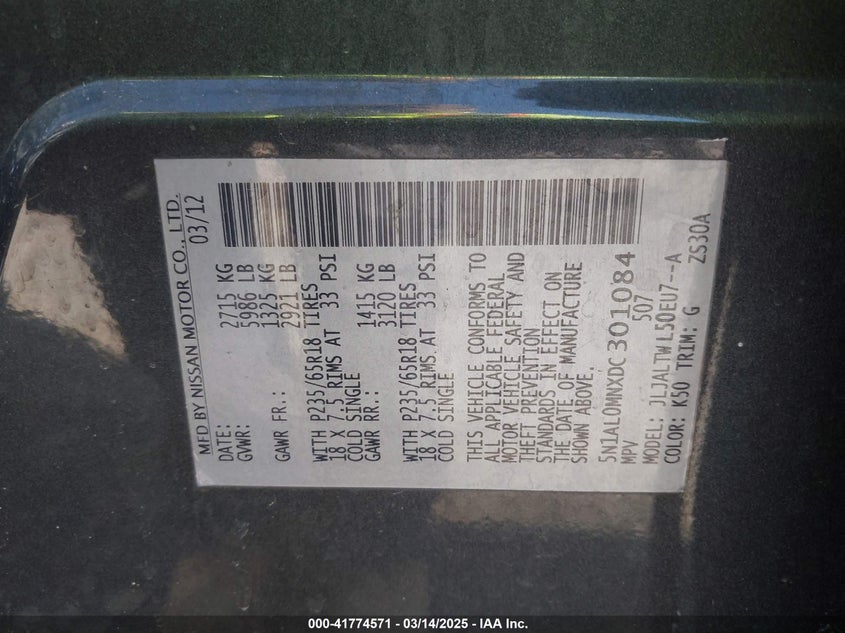 MFD BY NISSAN MOTOR CO., LTD.
DATE: 03/12
GVWR: 2715 KG
5986 LB
GAWR FR.: 1325 KG
2921 LB
WITH P235/65R18 TIRES
18 X 7.5 RIMS AT 33 PSI
COLD SINGLE
GAWR RR.: 1415 KG
3120 LB
WITH P235/65R18 TIRES
18 X 7.5 RIMS AT 33 PSI
COLD SINGLE
THIS VEHICLE CONFORMS TO
ALL APPLICABLE FEDERAL
MOTOR VEHICLE SAFETY AND
THEFT PREVENTION
STANDARDS IN EFFECT ON
THE DATE OF MANUFACTURE
SHOWN ABOVE.
5N1AL0MNXDC301084
MPV 507
MODEL: JLJALTWL50EU7--A
COLOR: K50 TRIM: G ZS30A
000-41774571 - 03/14/2025 - IAA Inc.